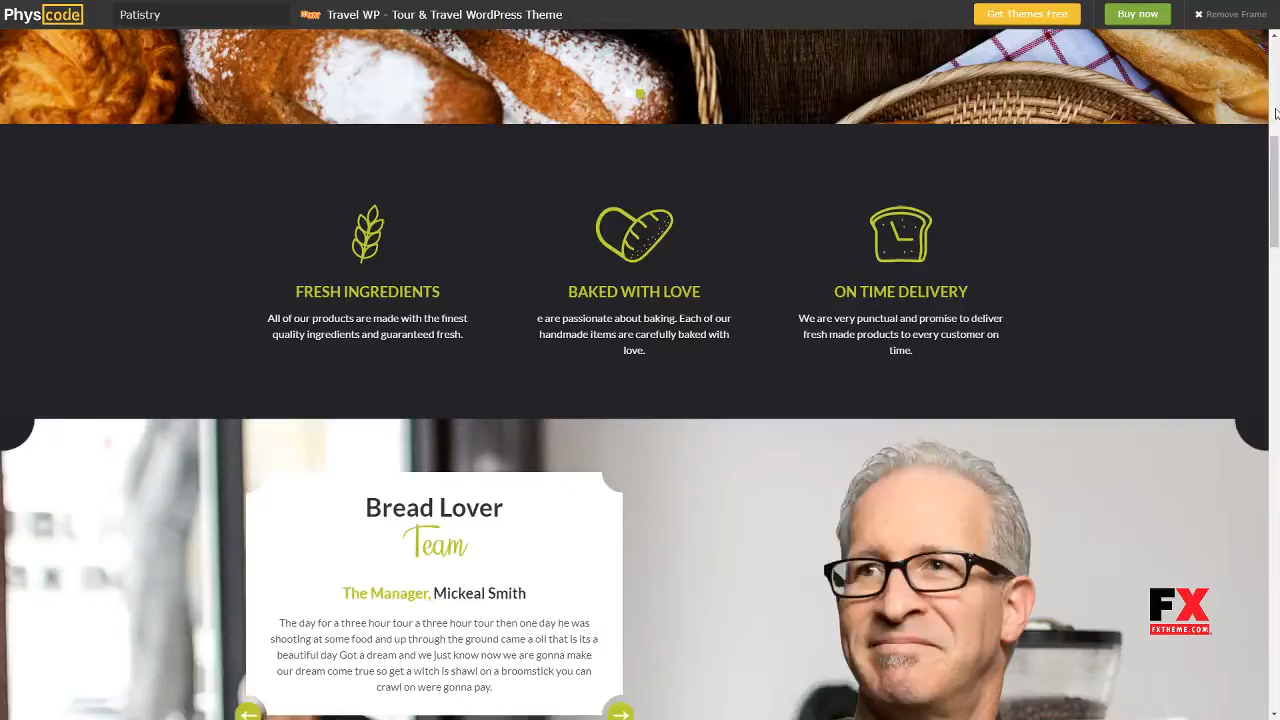 Physcode
Patistry
Travel WP - Tour & Travel WordPress Theme
Get Themes Free
Buy now
✖ Remove Frame
FRESH INGREDIENTS
All of our products are made with the finest
quality ingredients and guaranteed fresh.
BAKED WITH LOVE
e are passionate about baking. Each of our
handmade items are carefully baked with
love.
ON TIME DELIVERY
We are very punctual and promise to deliver
fresh made products to every customer on
time.
Bread Lover
Team
The Manager, Mickeal Smith
The day for a three hour tour a three hour tour then one day he was
shooting at some food and up through the ground came a oil that is its a
beautiful day Got a dream and we just know now we are gonna make
our dream come true so get a witch is shawl on a broomstick you can
crawl on were gonna pay.
FX
FXTHEME.COM